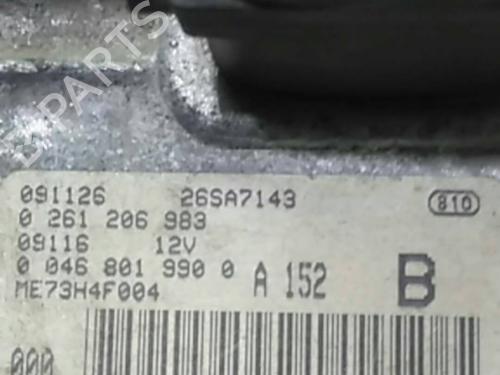 B-PARTS
091126 26SA7143 810
0 261 206 983
09116 12V
0 046 801 990 0 A 152 B
ME73H4F004
000